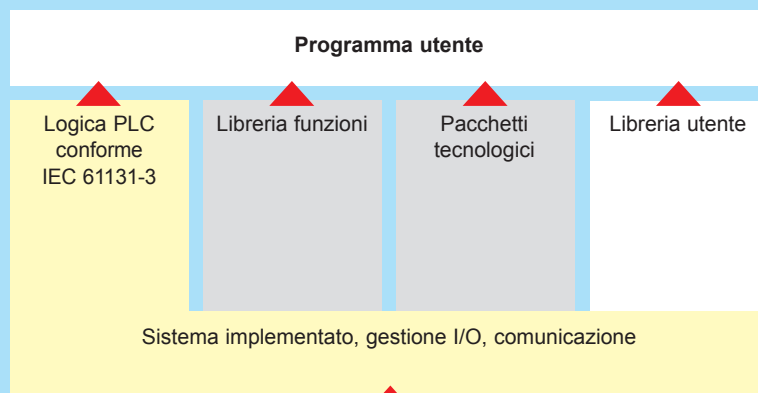 Programma utente
Logica PLC
conforme
IEC 61131-3
Libreria funzioni
Pacchetti
tecnologici
Libreria utente
Sistema implementato, gestione I/O, comunicazione